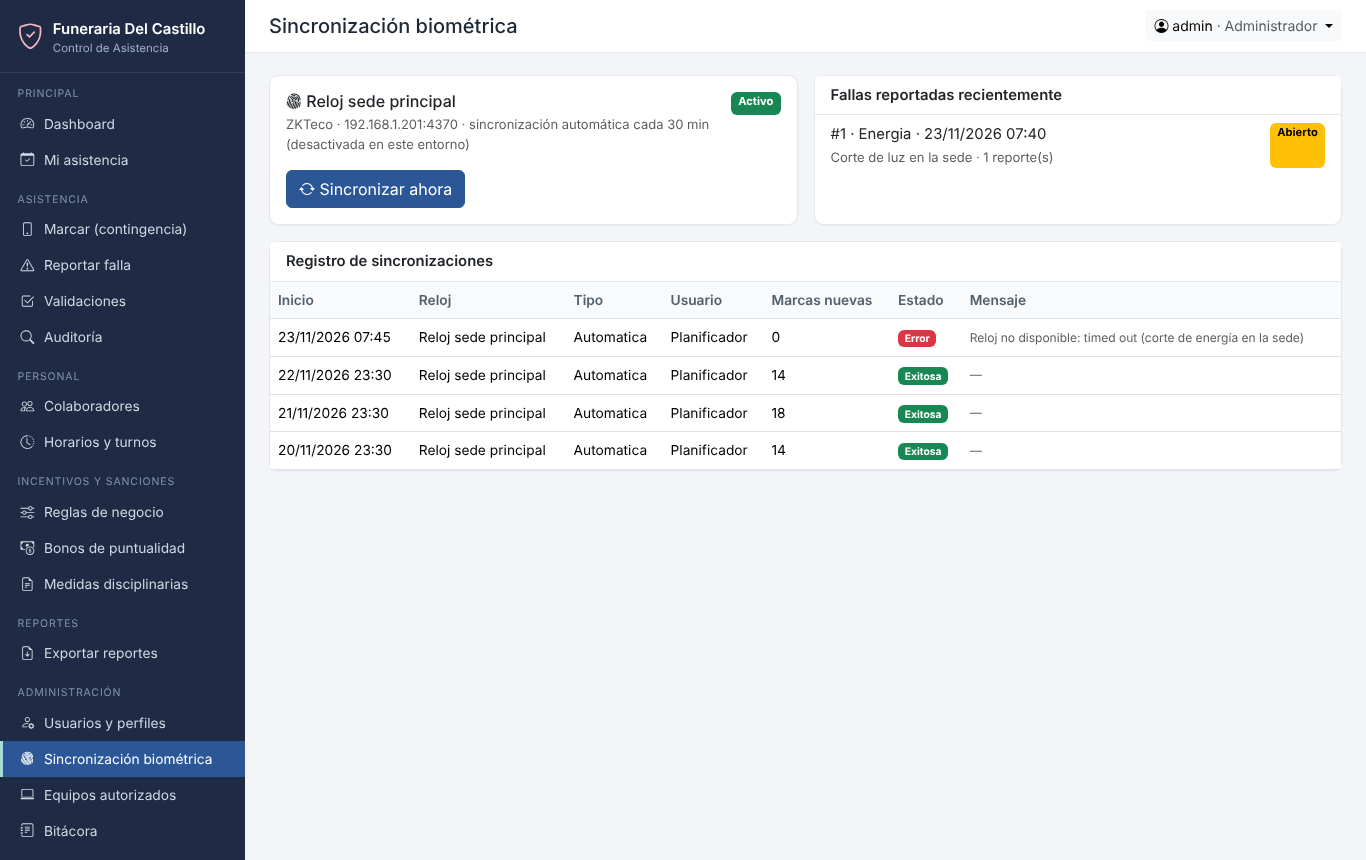 Funeraria Del Castillo
Control de Asistencia
PRINCIPAL
Dashboard
Mi asistencia
ASISTENCIA
Marcar (contingencia)
Reportar falla
Validaciones
Auditoría
PERSONAL
Colaboradores
Horarios y turnos
INCENTIVOS Y SANCIONES
Reglas de negocio
Bonos de puntualidad
Medidas disciplinarias
REPORTES
Exportar reportes
ADMINISTRACIÓN
Usuarios y perfiles
Sincronización biométrica
Equipos autorizados
Bitácora
Sincronización biométrica
admin · Administrador
Reloj sede principal
Activo
ZKTeco · 192.168.1.201:4370 · sincronización automática cada 30 min
(desactivada en este entorno)
Sincronizar ahora
Fallas reportadas recientemente
#1 · Energia · 23/11/2026 07:40
Abierto
Corte de luz en la sede · 1 reporte(s)
Registro de sincronizaciones
Inicio Reloj Tipo Usuario Marcas nuevas Estado Mensaje
23/11/2026 07:45 Reloj sede principal Automatica Planificador 0 Error Reloj no disponible: timed out (corte de energía en la sede)
22/11/2026 23:30 Reloj sede principal Automatica Planificador 14 Exitosa —
21/11/2026 23:30 Reloj sede principal Automatica Planificador 18 Exitosa —
20/11/2026 23:30 Reloj sede principal Automatica Planificador 14 Exitosa —